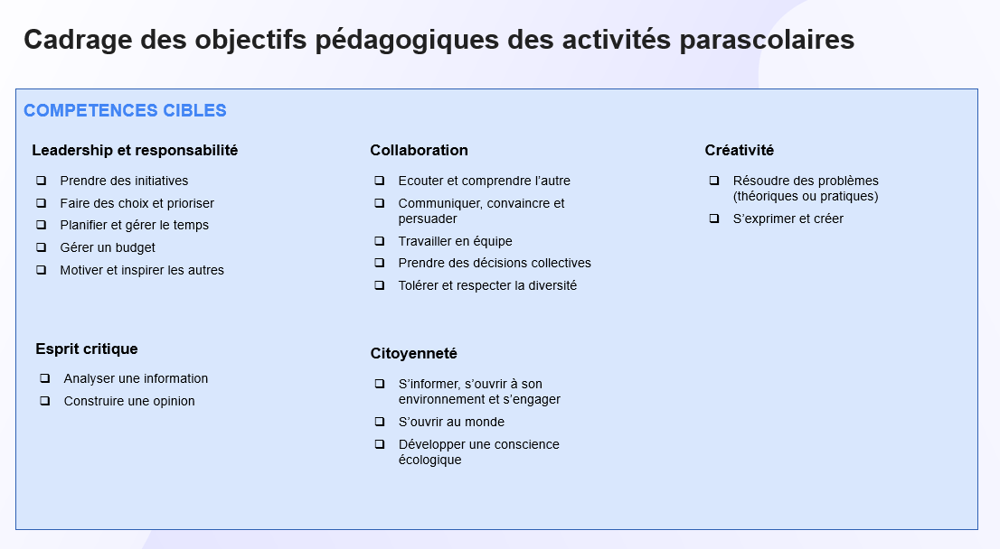 Cadrage des objectifs pédagogiques des activités parascolaires
COMPETENCES CIBLES
Leadership et responsabilité
Prendre des initiatives
Faire des choix et prioriser
Planifier et gérer le temps
Gérer un budget
Motiver et inspirer les autres
Collaboration
Ecouter et comprendre l’autre
Communiquer, convaincre et
persuader
Travailler en équipe
Prendre des décisions collectives
Tolérer et respecter la diversité
Créativité
Résoudre des problèmes
(théoriques ou pratiques)
S’exprimer et créer
Esprit critique
Analyser une information
Construire une opinion
Citoyenneté
S’informer, s’ouvrir à son
environnement et s’engager
S’ouvrir au monde
Développer une conscience
écologique